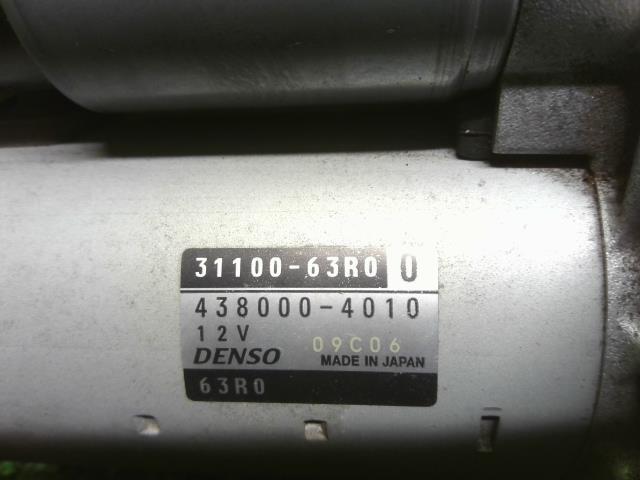 31100-63R0 0
438000-4010
12V 09C06
DENSO MADE IN JAPAN
63R0